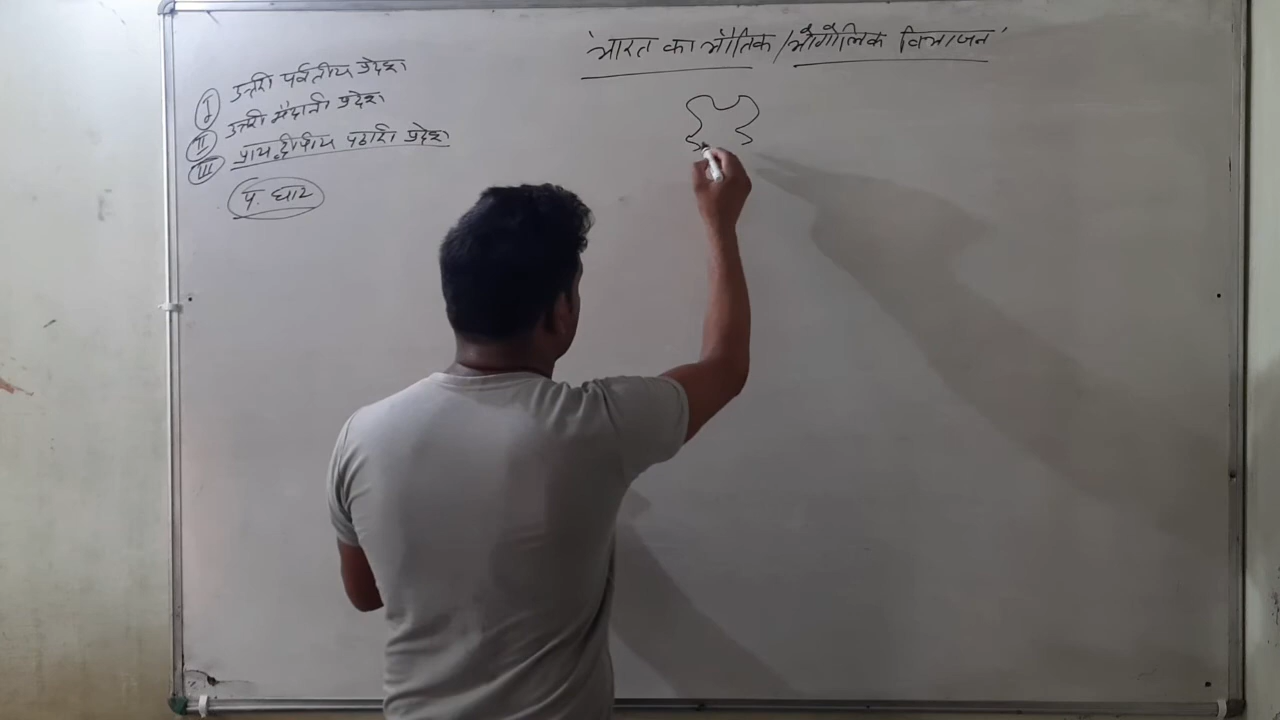 'भारत का भौतिक/भौगोलिक विभाजन'
I उत्तरी पर्वतीय प्रदेश
II उत्तरी मैदानी प्रदेश
III प्रायद्वीपीय पठारी प्रदेश
प. घाट